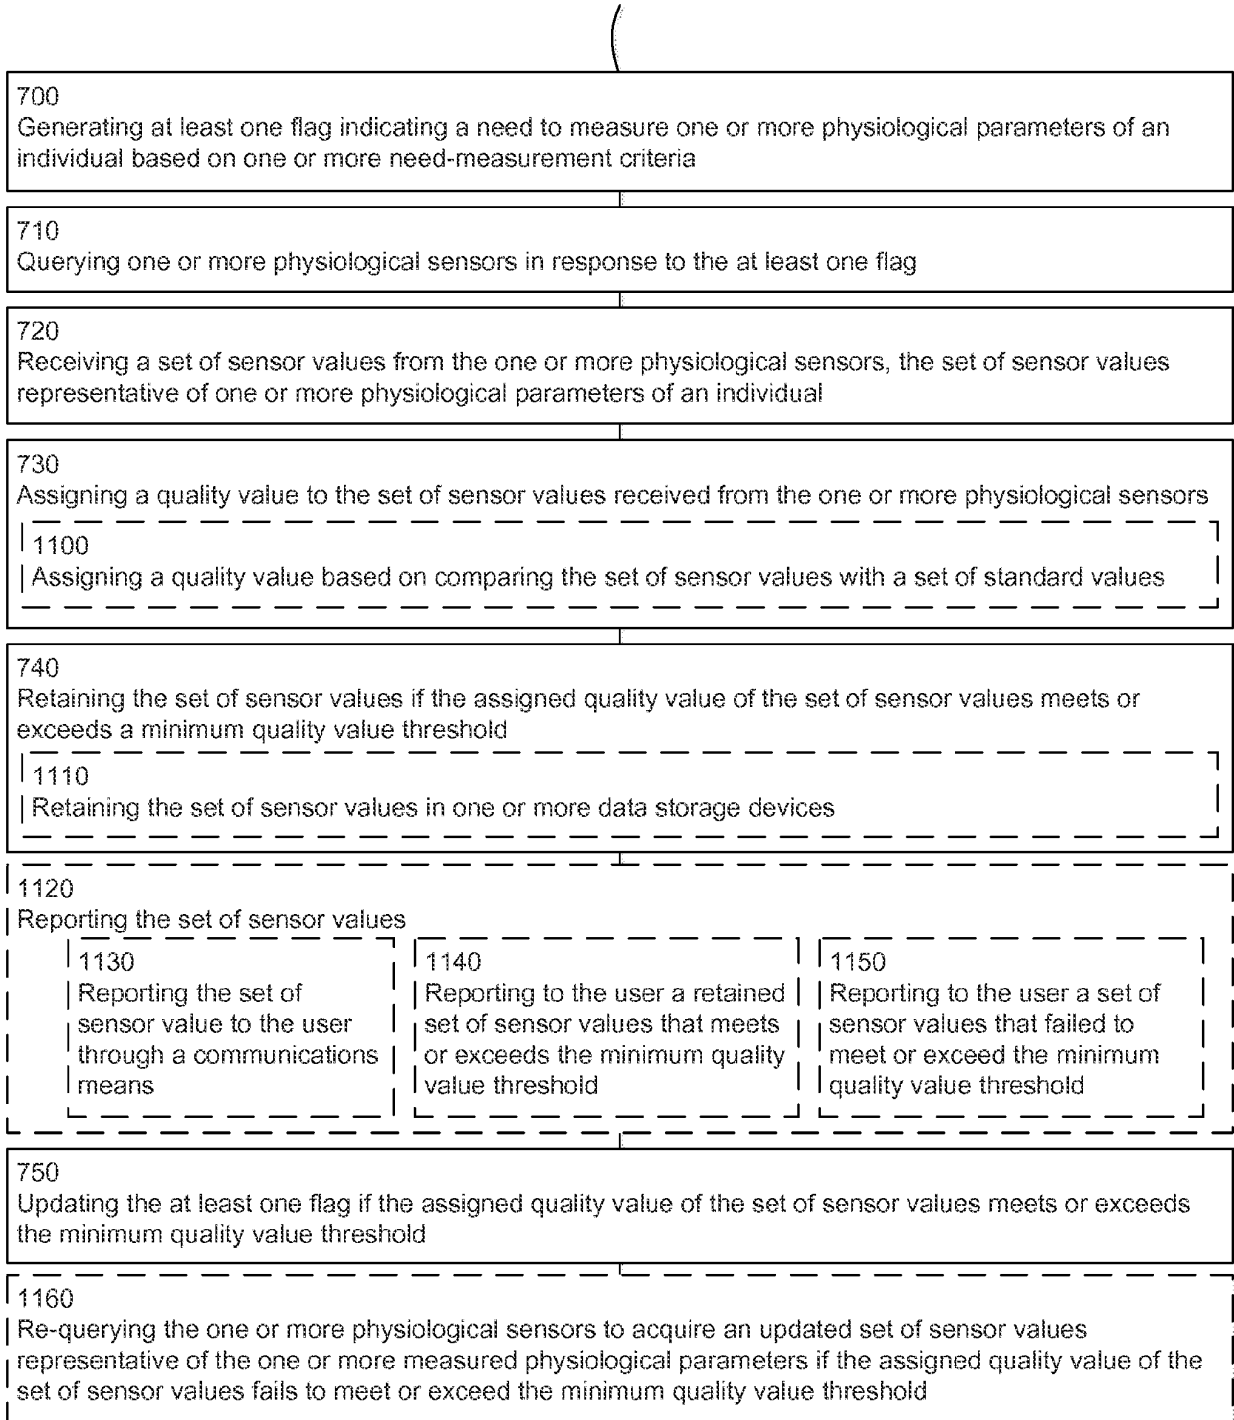 700
Generating at least one flag indicating a need to measure one or more physiological parameters of an
individual based on one or more need-measurement criteria
710
Querying one or more physiological sensors in response to the at least one flag
720
Receiving a set of sensor values from the one or more physiological sensors, the set of sensor values
representative of one or more physiological parameters of an individual
730
Assigning a quality value to the set of sensor values received from the one or more physiological sensors
1100
Assigning a quality value based on comparing the set of sensor values with a set of standard values
740
Retaining the set of sensor values if the assigned quality value of the set of sensor values meets or
exceeds a minimum quality value threshold
1110
Retaining the set of sensor values in one or more data storage devices
1120
Reporting the set of sensor values
1130
Reporting the set of
sensor value to the user
through a communications
means
1140
Reporting to the user a retained
set of sensor values that meets
or exceeds the minimum quality
value threshold
1150
Reporting to the user a set of
sensor values that failed to
meet or exceed the minimum
quality value threshold
750
Updating the at least one flag if the assigned quality value of the set of sensor values meets or exceeds
the minimum quality value threshold
1160
Re-querying the one or more physiological sensors to acquire an updated set of sensor values
representative of the one or more measured physiological parameters if the assigned quality value of the
set of sensor values fails to meet or exceed the minimum quality value threshold